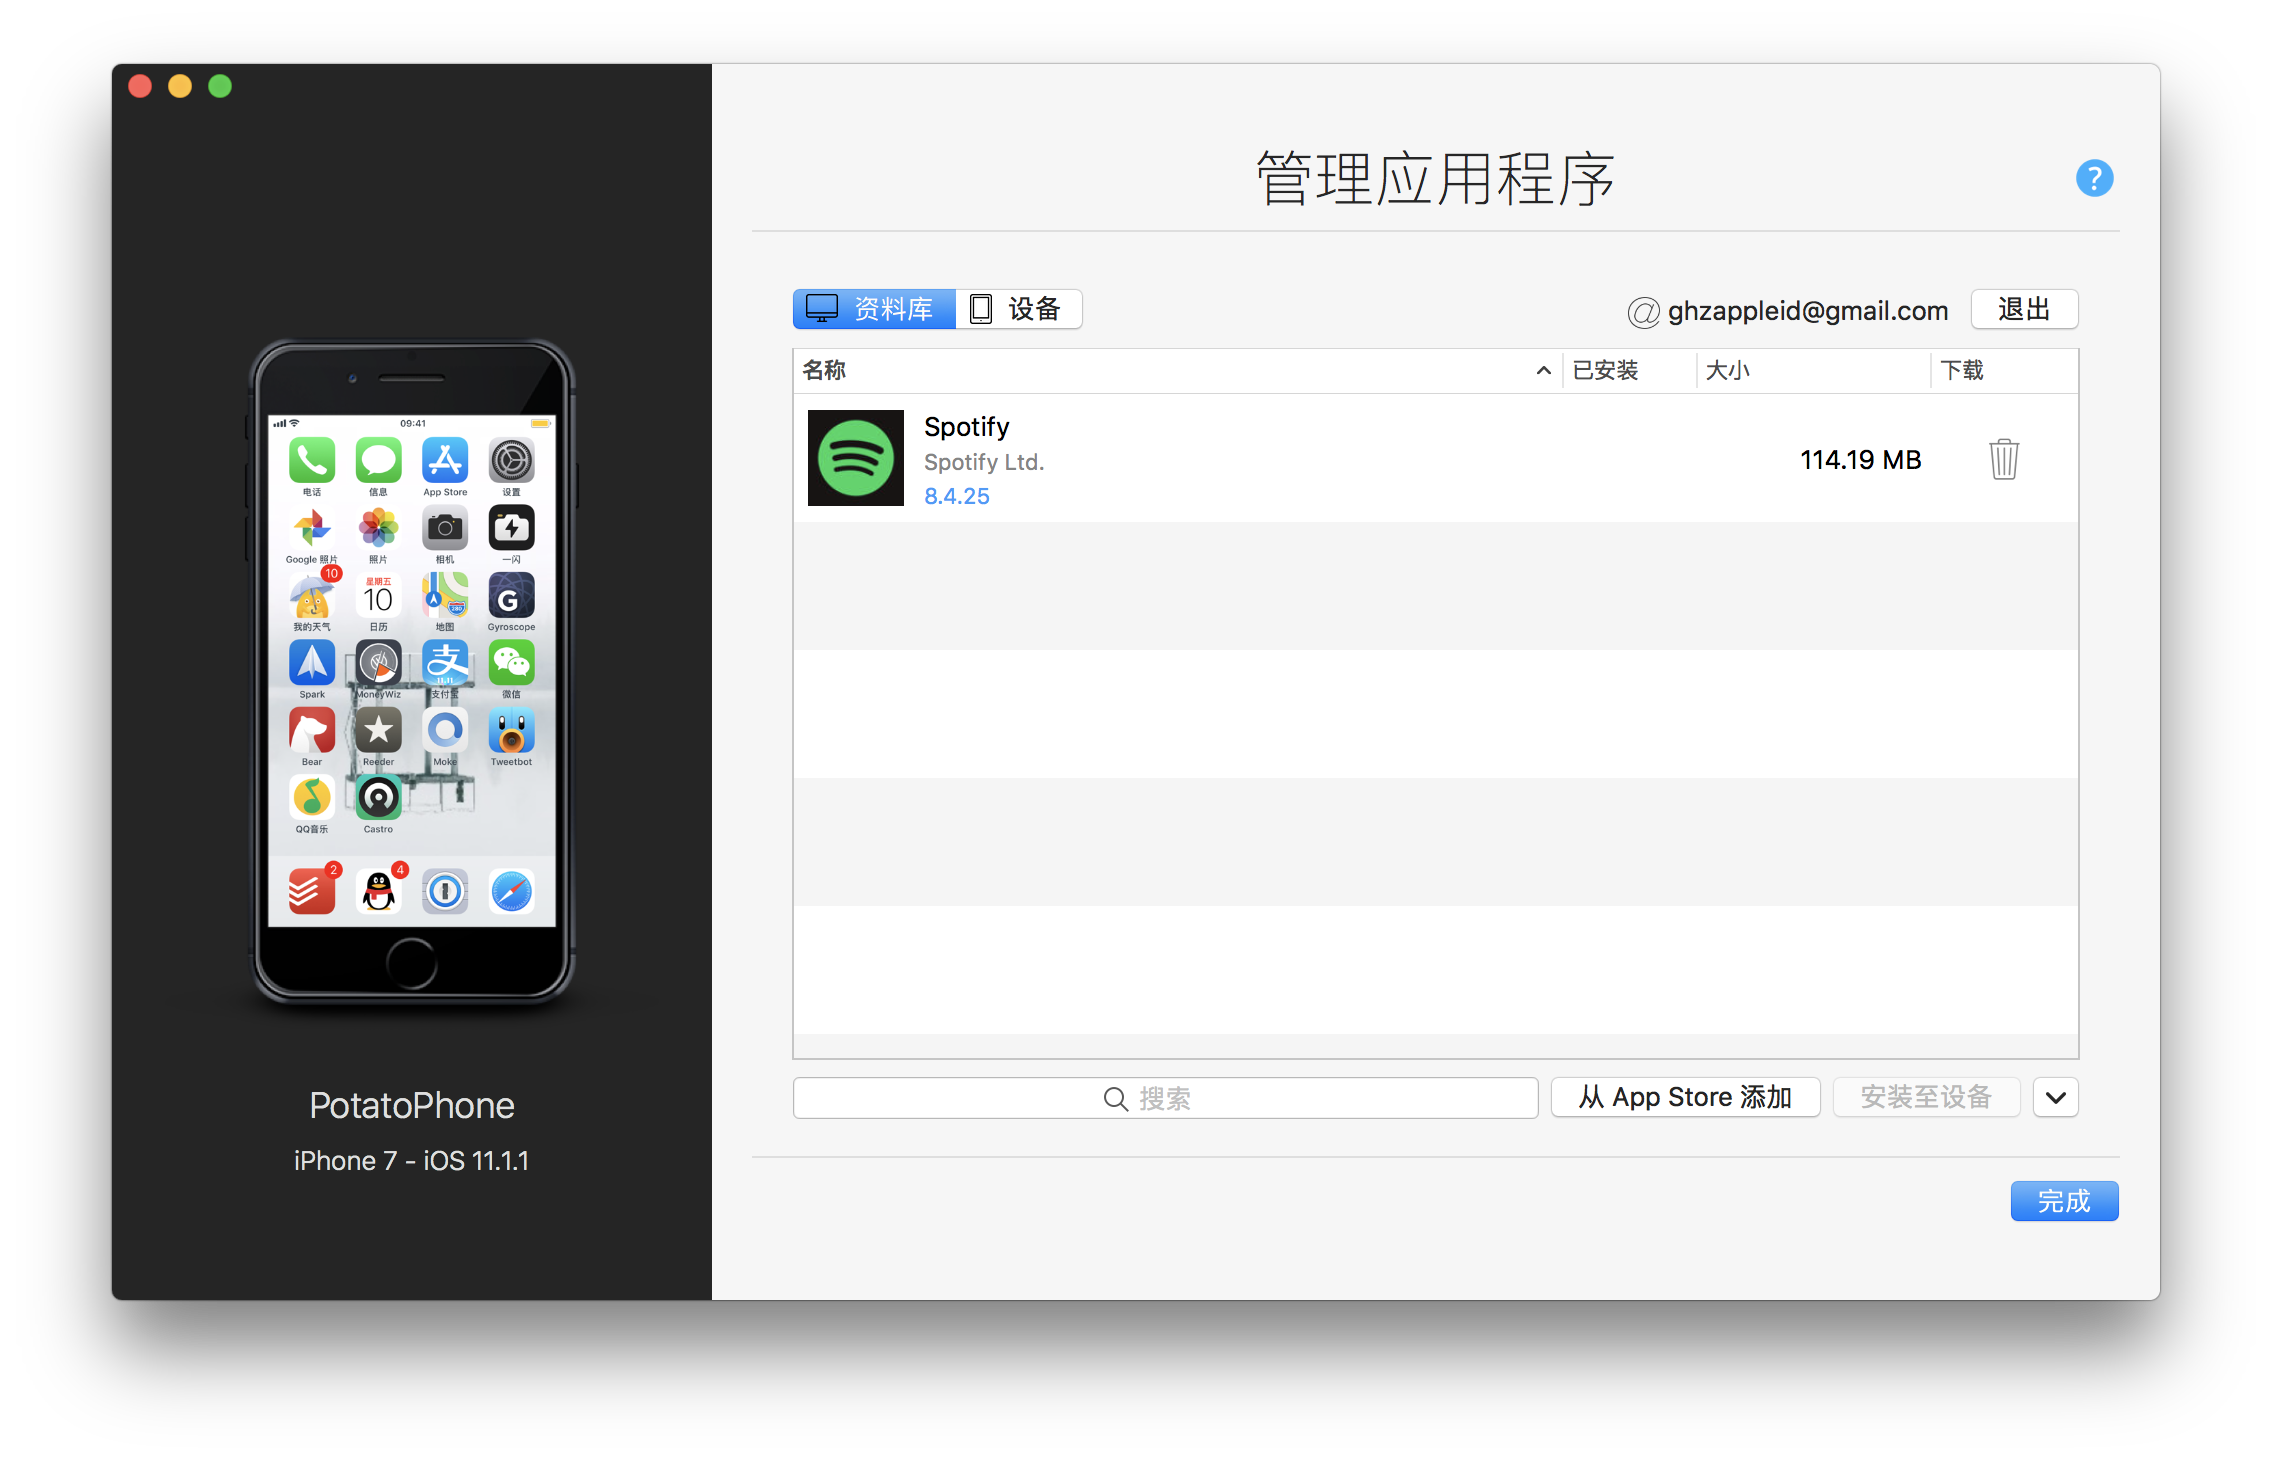 管理应用程序
?
资料库
设备
ghzappleid@gmail.com
退出
名称
已安装
大小
下载
Spotify
Spotify Ltd.
8.4.25
114.19 MB
搜索
从 App Store 添加
安装至设备
完成
09:41
电话
信息
App Store
设置
Google 照片
照片
相机
一闪
10
星期五
10
280
G
我的天气
日历
地图
Gyroscope
支
11.11
Spark
MoneyWiz
支付宝
微信
Bear
Reeder
Moke
Tweetbot
QQ音乐
Castro
2
4
PotatoPhone
iPhone 7 - iOS 11.1.1